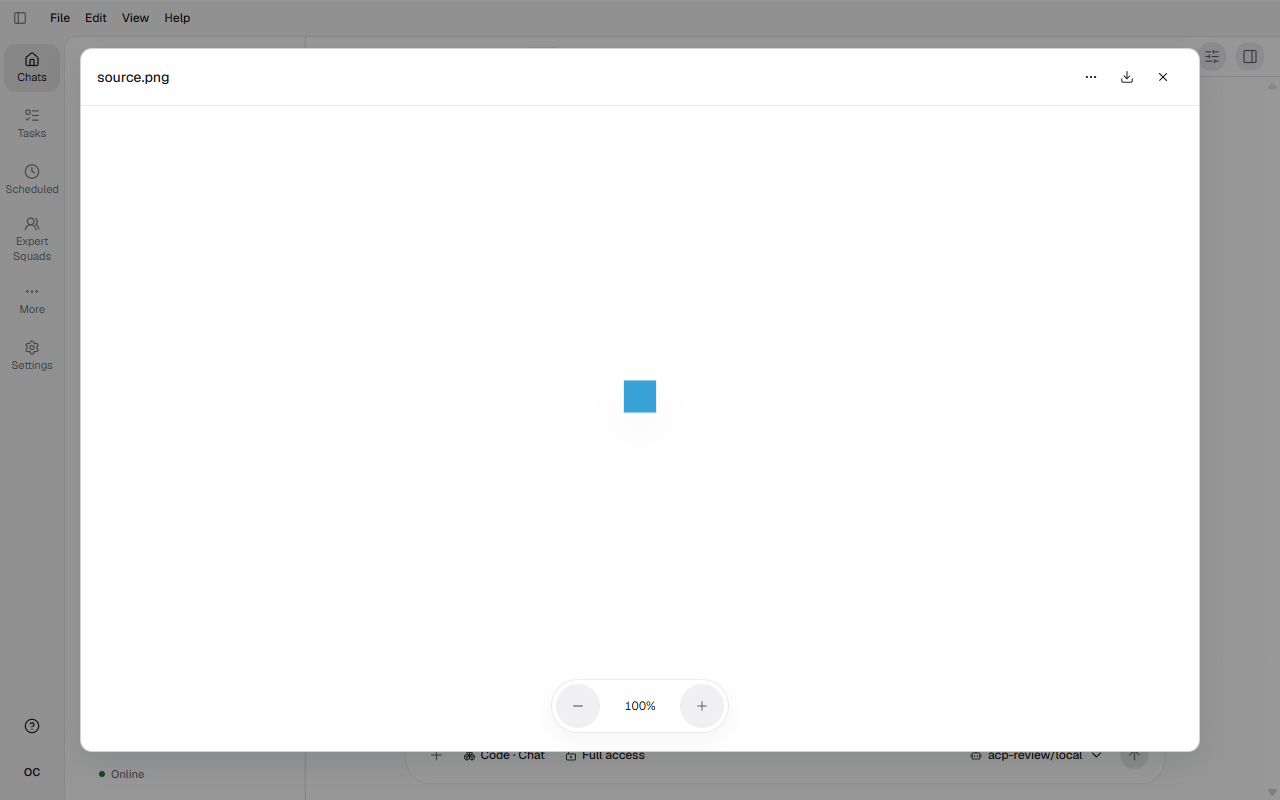 File Edit View Help
Chats
source.png
Tasks
Scheduled
Expert
Squads
More
Settings
100%
Code · Chat Full access acp-review/local
OC
Online